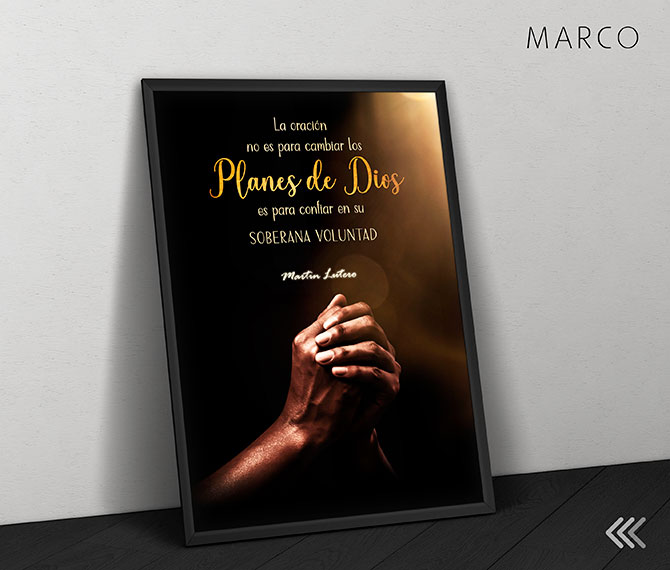 MARCO
La oración
no es para cambiar los
Planes de Dios
es para confiar en su
SOBERANA VOLUNTAD
Martin Lutero